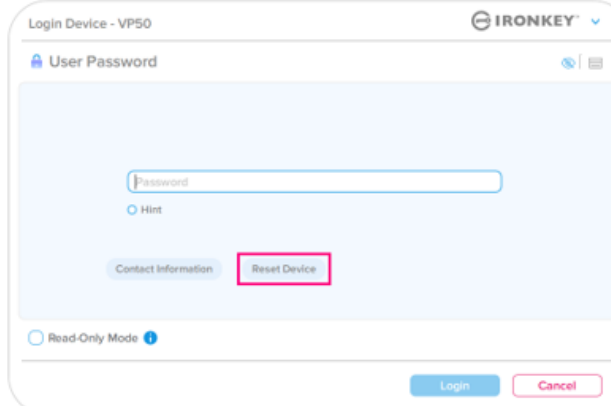 Login Device - VP50
IRONKEY
User Password
Password
Hint
Contact Information
Reset Device
Read-Only Mode
Login
Cancel